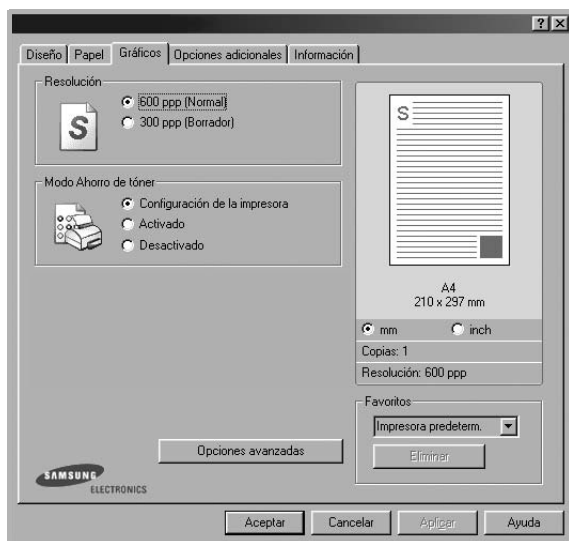 Diseño Papel Gráficos Opciones adicionales Información
Resolución
S
600 ppp (Normal)
300 ppp (Borrador)
Modo Ahorro de tóner
Configuración de la impresora
Activado
Desactivado
S
A4
210 x 297 mm
mm inch
Copias: 1
Resolución: 600 ppp
Favoritos
Impresora predeterm.
Eliminar
Opciones avanzadas
SAMSUNG
ELECTRONICS
Aceptar Cancelar Aplicar Ayuda